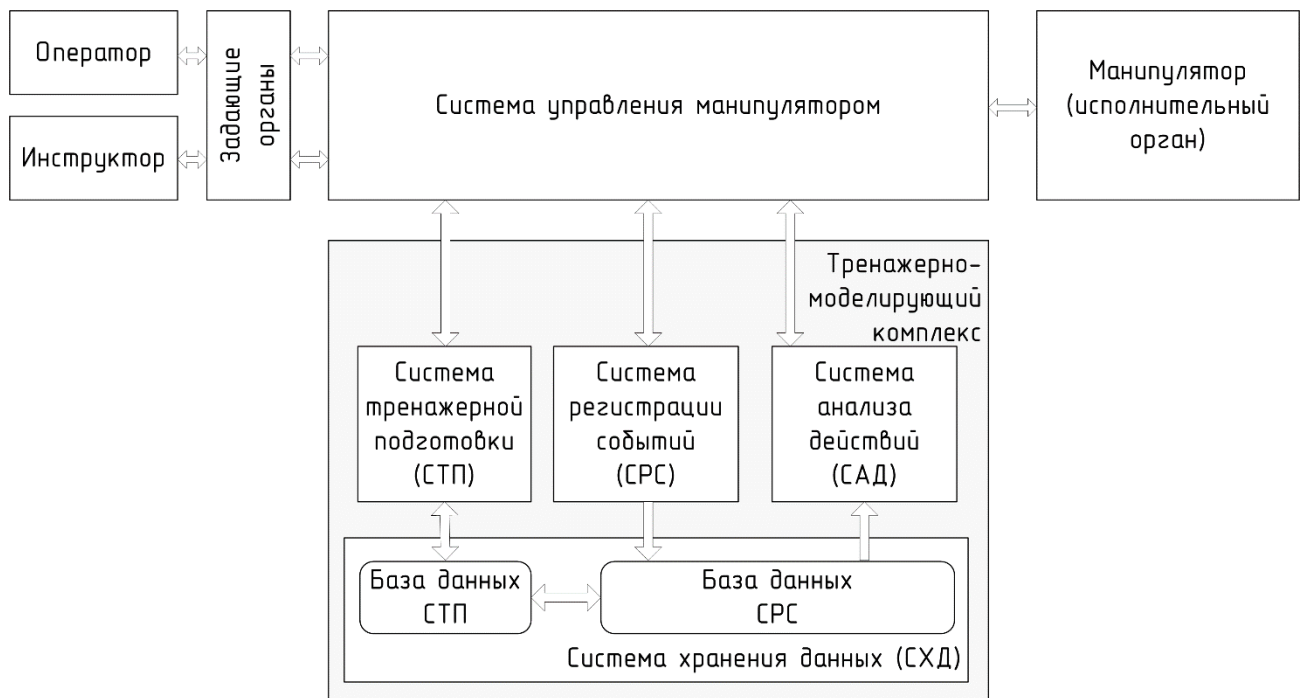 Оператор
Инструктор
Задающие
органы
Система управления манипулятором
Манипулятор
(исполнительный
орган)
Тренажерно-
моделирующий
комплекс
Система
тренажерной
подготовки
(СТП)
Система
регистрации
событий
(СРС)
Система
анализа
действий
(САД)
База данных
СТП
База данных
СРС
Система хранения данных (СХД)